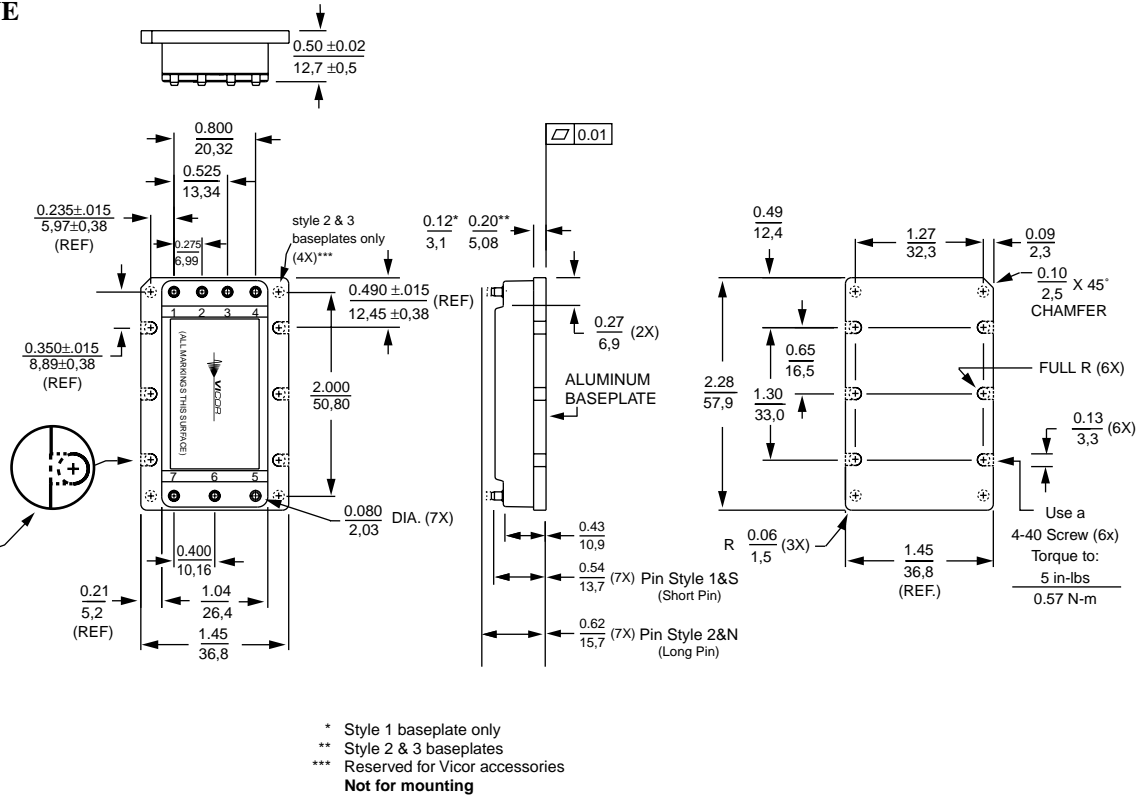 E
0.50 ±0.02
12,7 ±0,5
0.800
20,32
0.525
13,34
0.235±.015
5,97±0,38
(REF)
0.275
6,99
style 2 & 3
baseplates only
(4X)***
0.490 ±.015 (REF)
12,45 ±0,38
1 2 3 4
0.350±.015
8,89±0,38
(REF)
(ALL MARKINGS THIS SURFACE)
VICOR
2.000
50,80
7 6 5
0.080 DIA. (7X)
2,03
0.400
10,16
0.21
5,2
(REF)
1.04
26,4
1.45
36,8
0.01
0.12* 0.20**
3,1 5,08
0.27 (2X)
6,9
ALUMINUM
BASEPLATE
0.43
10,9
0.54 (7X) Pin Style 1&S
13,7 (Short Pin)
0.62 (7X) Pin Style 2&N
15,7 (Long Pin)
0.49
12,4
1.27
32,3
0.09
2,3
0.10 X 45°
2,5
CHAMFER
0.65
16,5
2.28
57,9
1.30
33,0
FULL R (6X)
0.13 (6X)
3,3
Use a
4-40 Screw (6x)
Torque to:
5 in-lbs
0.57 N-m
R 0.06 (3X)
1,5
1.45
36,8
(REF.)
* Style 1 baseplate only
** Style 2 & 3 baseplates
*** Reserved for Vicor accessories
Not for mounting